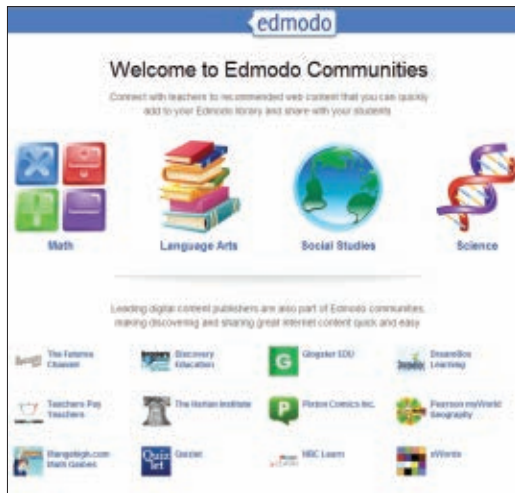 edmodo
Welcome to Edmodo Communities
Connect with teachers to recommended web content that you can quickly
add to your Edmodo library and share with your students
Math
Language Arts
Social Studies
Science
Leading digital content publishers are also part of Edmodo communities,
making discovering and sharing great internet content quick and easy
The Futures
Channel
Discovery
Education
G
Glogster EDU
DreamBox
Learning
Teachers Pay
Teachers
The Institute
P
Pixton Comics Inc.
Pearson myWorld
Geography
Mangahigh.com
Math Games
Quiz
let
Quizlet
NBC Learn